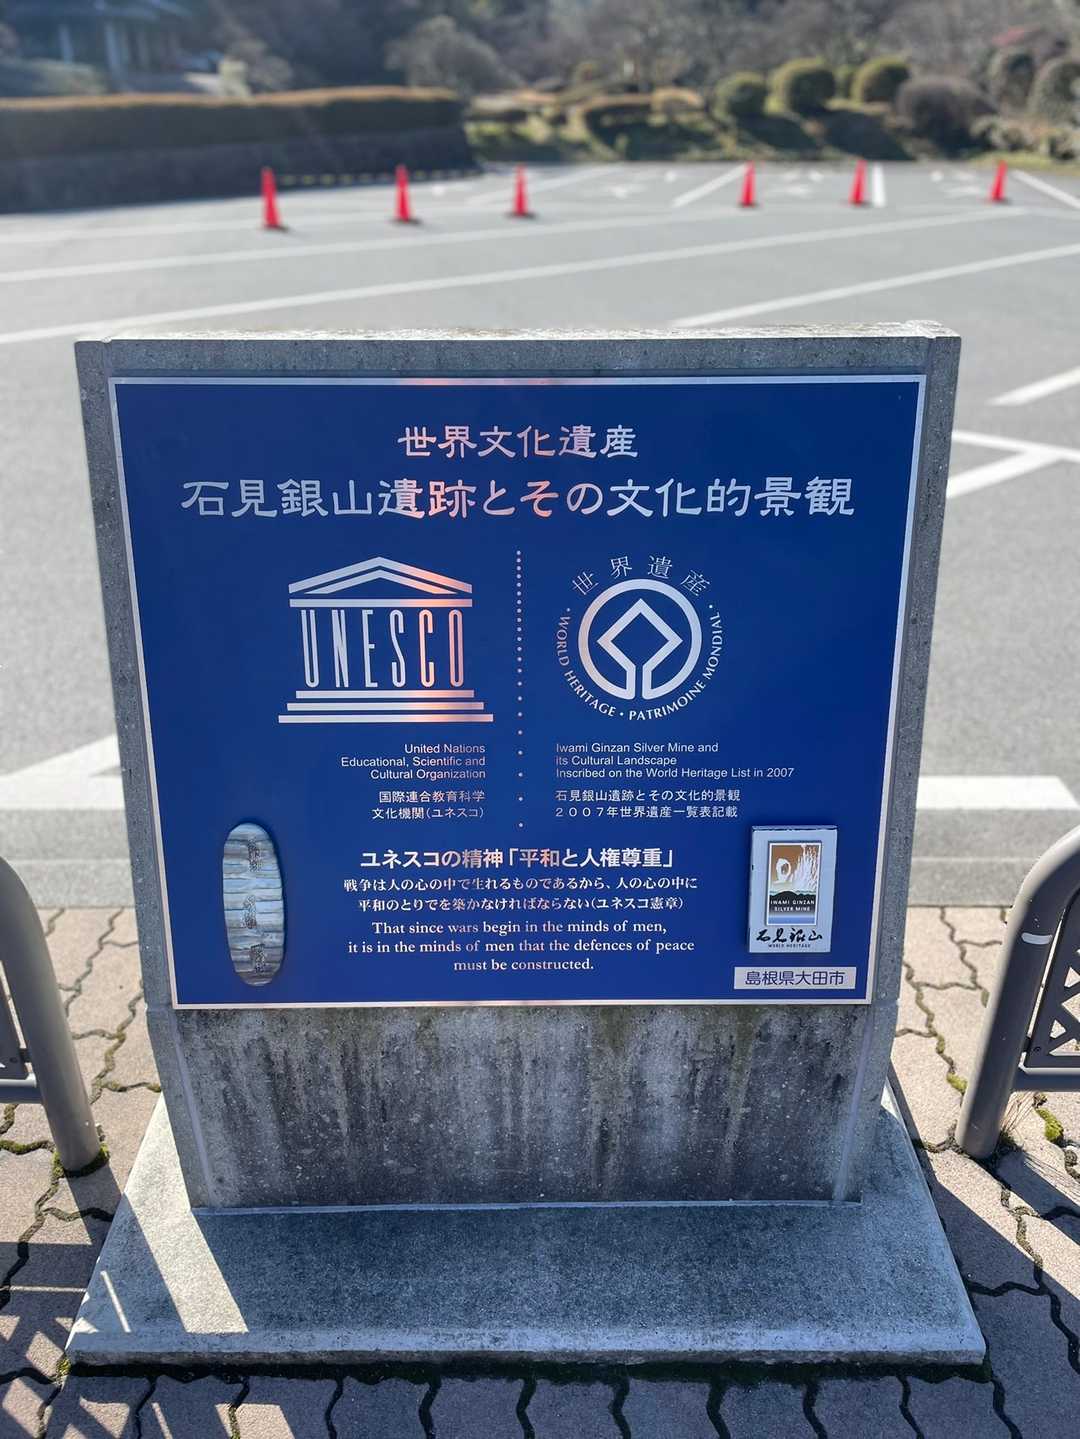 世界文化遺産
石見銀山遺跡とその文化的景観
UNESCO
世界遺産
• WORLD HERITAGE • PATRIMOINE MONDIAL •
United Nations
Educational, Scientific and
Cultural Organization
国際連合教育科学
文化機関（ユネスコ）
Iwami Ginzan Silver Mine and
its Cultural Landscape
Inscribed on the World Heritage List in 2007
石見銀山遺跡とその文化的景観
２００７年世界遺産一覧表記載
ユネスコの精神「平和と人権尊重」
戦争は人の心の中で生れるものであるから、人の心の中に
平和のとりでを築かなければならない（ユネスコ憲章）
That since wars begin in the minds of men,
it is in the minds of men that the defences of peace
must be constructed.
IWAMI GINZAN
SILVER MINE
石見銀山
WORLD HERITAGE
島根県大田市